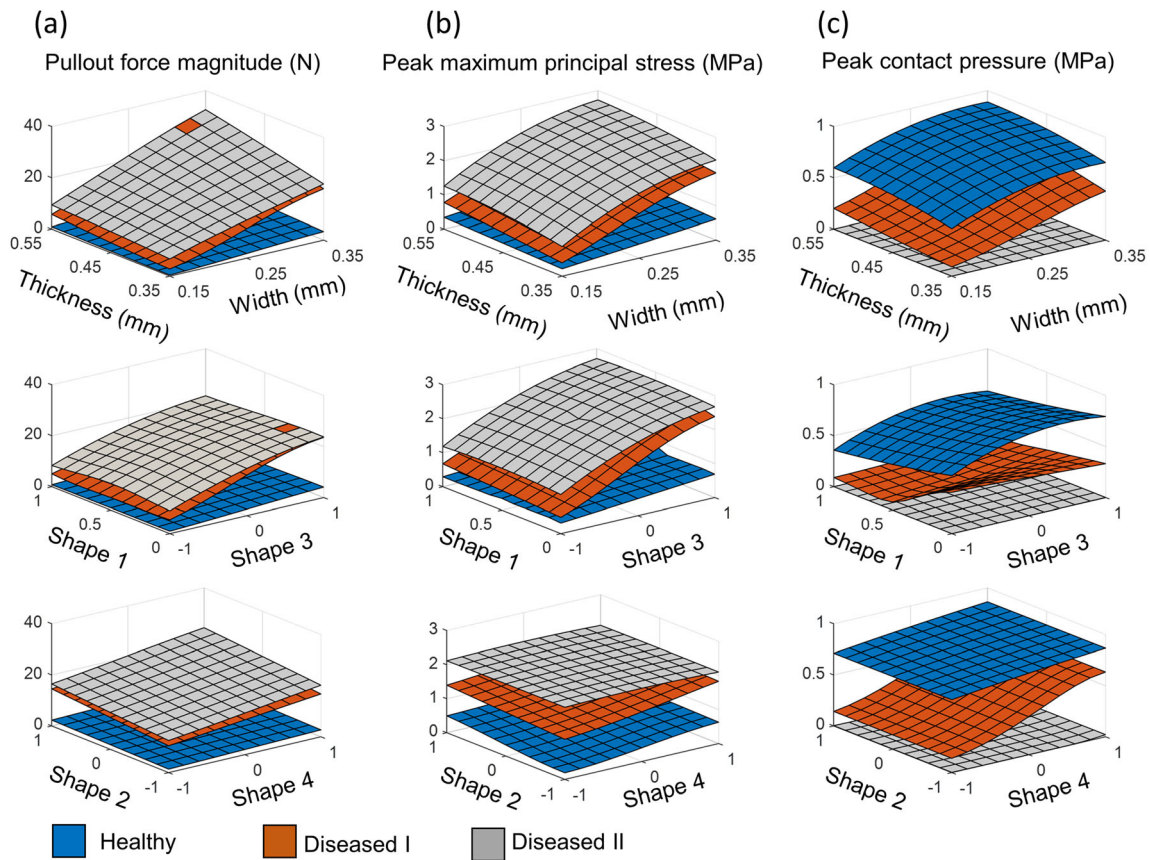 (a) (b) (c)
Pullout force magnitude (N) Peak maximum principal stress (MPa) Peak contact pressure (MPa)
40 3 1
20 2 0.5
1
0 0 0
0.55 0.35 0.55 0.35 0.55 0.35
0.45 0.25 0.45 0.25 0.45 0.25
0.35 0.15 0.35 0.15 0.35 0.15
Thickness (mm) Width (mm) Thickness (mm) Width (mm) Thickness (mm) Width (mm)
40 3 1
20 2 0.5
1
0 0 0
1 1 1 1 1 1
0.5 0 0.5 0 0.5 0
0 -1 0 -1 0 -1
Shape 1 Shape 3 Shape 1 Shape 3 Shape 1 Shape 3
40 3 1
20 2 0.5
1
0 0 0
1 1 1 1 1 1
0 0 0 0 0 0
-1 -1 -1 -1 -1 -1
Shape 2 Shape 4 Shape 2 Shape 4 Shape 2 Shape 4
Healthy Diseased I Diseased II